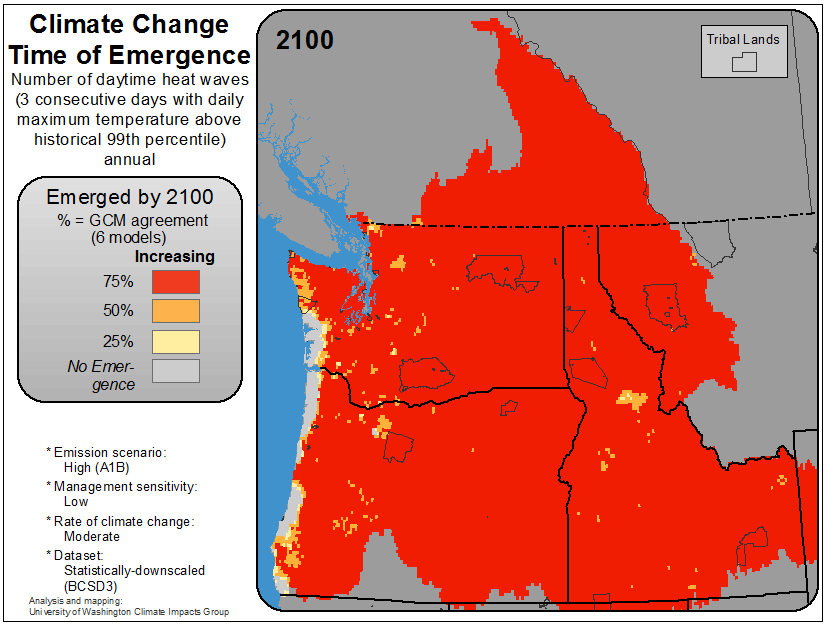 Climate Change
Time of Emergence
Number of daytime heat waves
(3 consecutive days with daily
maximum temperature above
historical 99th percentile)
annual
Emerged by 2100
% = GCM agreement
(6 models)
Increasing
75%
50%
25%
No Emer-
gence
* Emission scenario:
High (A1B)
* Management sensitivity:
Low
* Rate of climate change:
Moderate
* Dataset:
Statistically-downscaled
(BCSD3)
Analysis and mapping:
University of Washington Climate Impacts Group
2100
Tribal Lands